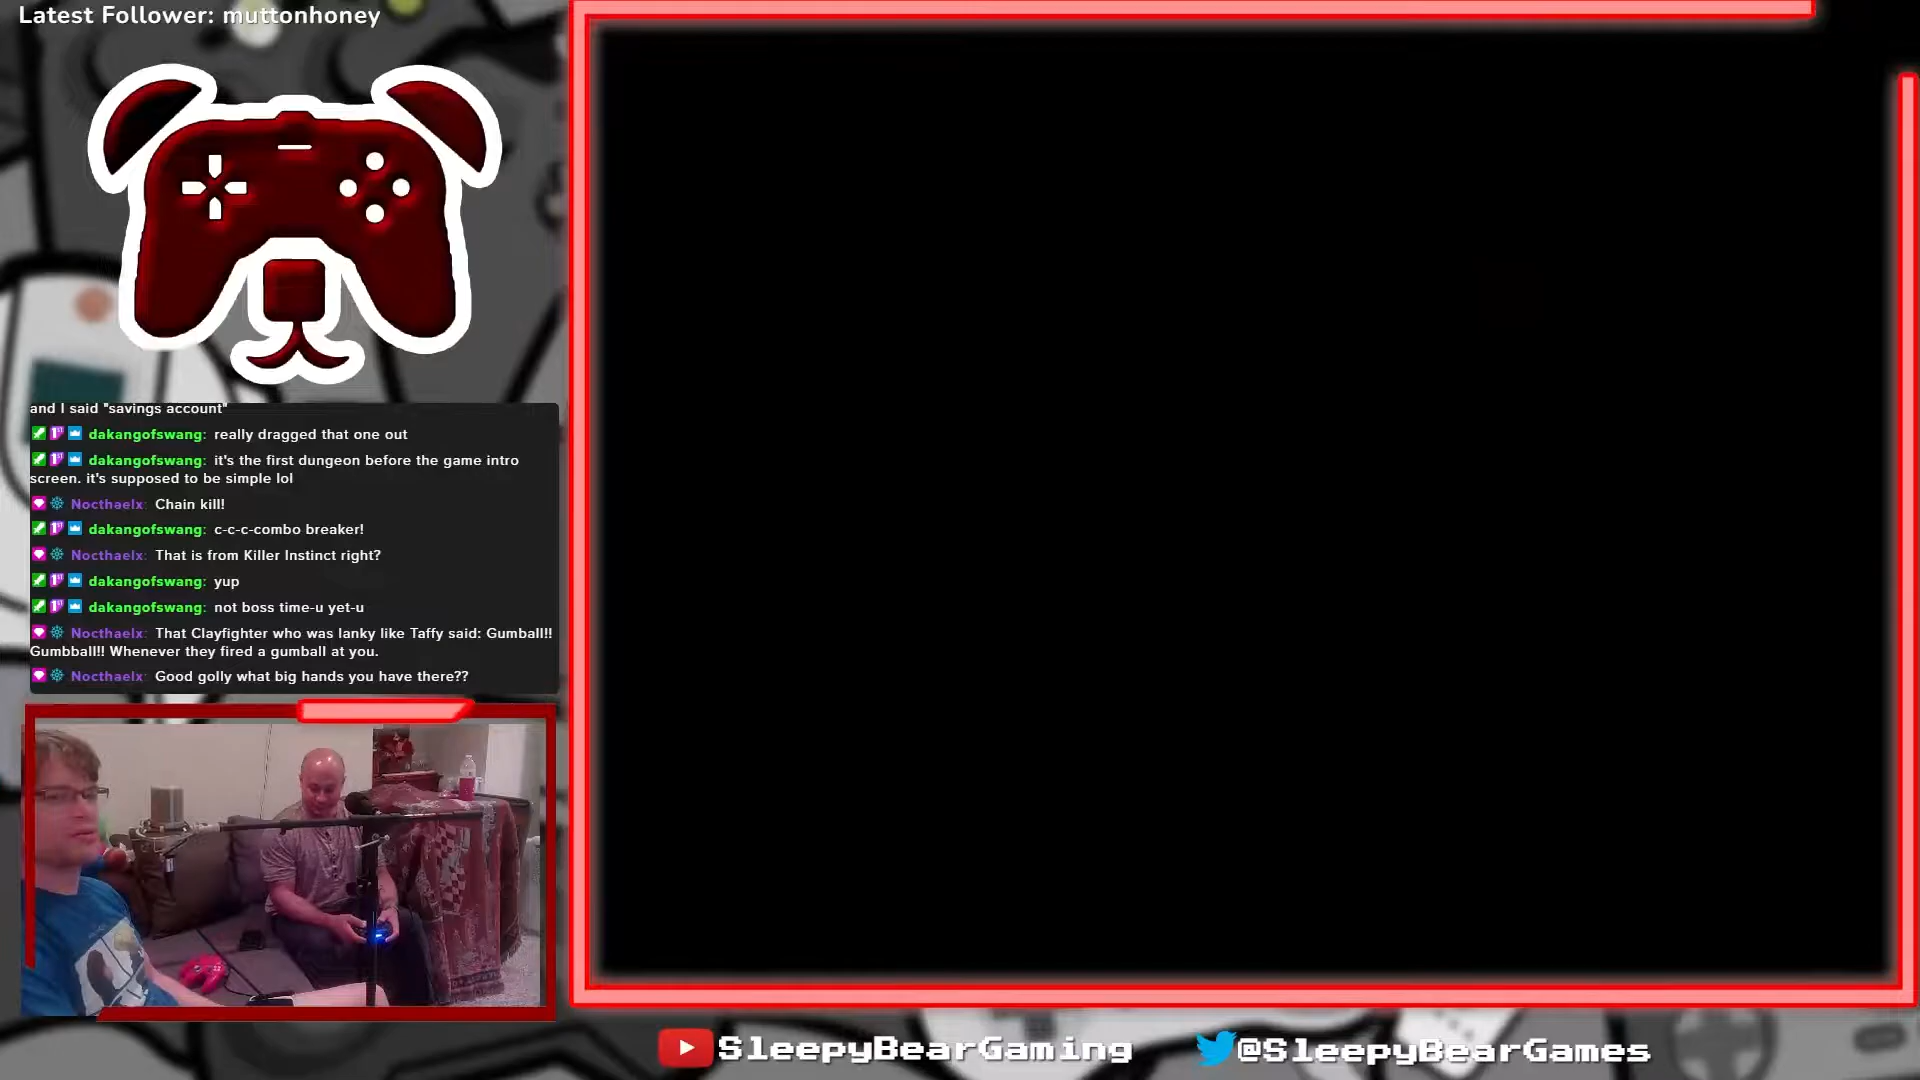 Latest Follower: muttonhoney
and I said "savings account"
dakangofswang: really dragged that one out
dakangofswang: it's the first dungeon before the game intro
screen. it's supposed to be simple lol
Nocthaelx: Chain kill!
dakangofswang: c-c-c-combo breaker!
Nocthaelx: That is from Killer Instinct right?
dakangofswang: yup
dakangofswang: not boss time-u yet-u
Nocthaelx: That Clayfighter who was lanky like Taffy said: Gumball!!
Gumbball!! Whenever they fired a gumball at you.
Nocthaelx: Good golly what big hands you have there??
SleepyBearGaming
@SleepyBearGames